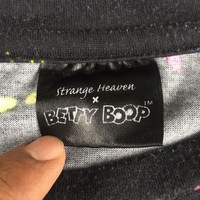 Strange Heaven
×
BETTY BOOP™